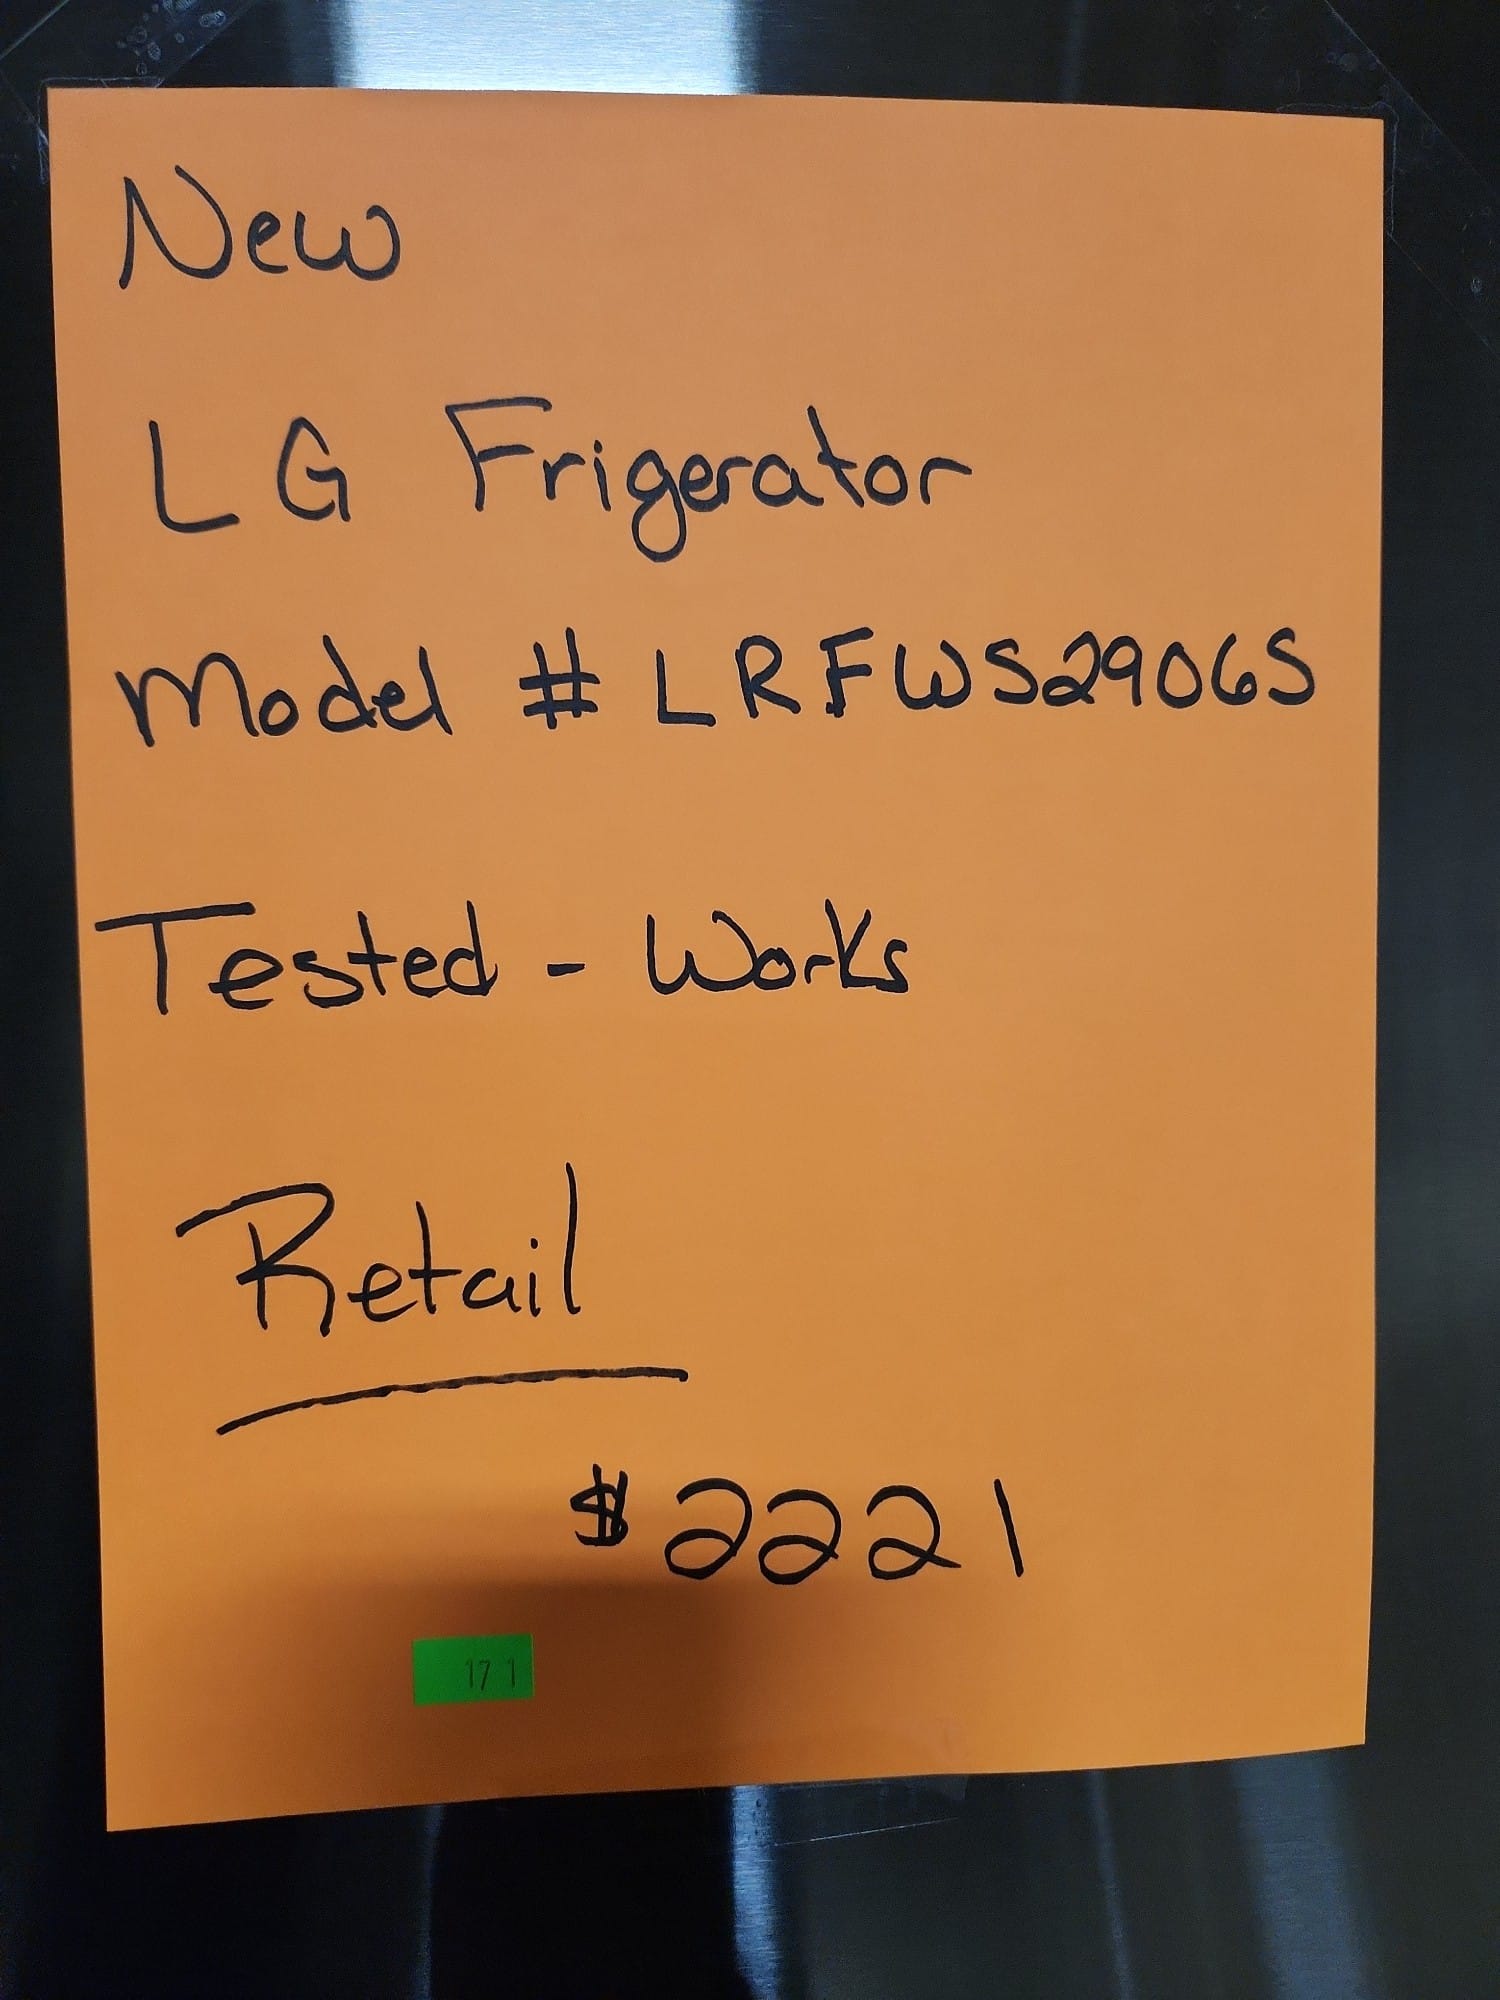 New
LG Frigerator
Model # LRFWS2906S
Tested - Works
Retail
$2221
171